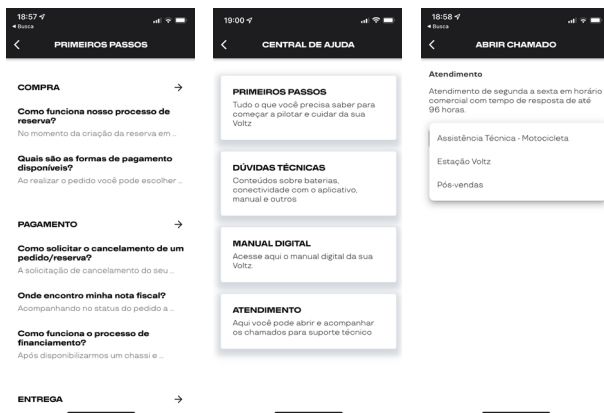 18:57
◄ Busca
PRIMEIROS PASSOS
COMPRA →
Como funciona nosso processo de
reserva?
No momento da criação da reserva em ...
Quais são as formas de pagamento
disponíveis?
Ao realizar o pedido você pode escolher ...
PAGAMENTO →
Como solicitar o cancelamento de um
pedido/reserva?
A solicitação de cancelamento do seu ...
Onde encontro minha nota fiscal?
Acompanhando no status do pedido a ...
Como funciona o processo de
financiamento?
Após disponibilizarmos um chassi e ...
ENTREGA →
19:00
CENTRAL DE AJUDA
PRIMEIROS PASSOS
Tudo o que você precisa saber para
começar a pilotar e cuidar da sua
Voltz
DÚVIDAS TÉCNICAS
Conteúdos sobre baterias,
conectividade com o aplicativo,
manual e outros
MANUAL DIGITAL
Acesse aqui o manual digital da sua
Voltz.
ATENDIMENTO
Aqui você pode abrir e acompanhar
os chamados para suporte técnico
18:58
◄ Busca
ABRIR CHAMADO
Atendimento
Atendimento de segunda a sexta em horário
comercial com tempo de resposta de até
96 horas.
Assistência Técnica - Motocicleta
Estação Voltz
Pós-vendas